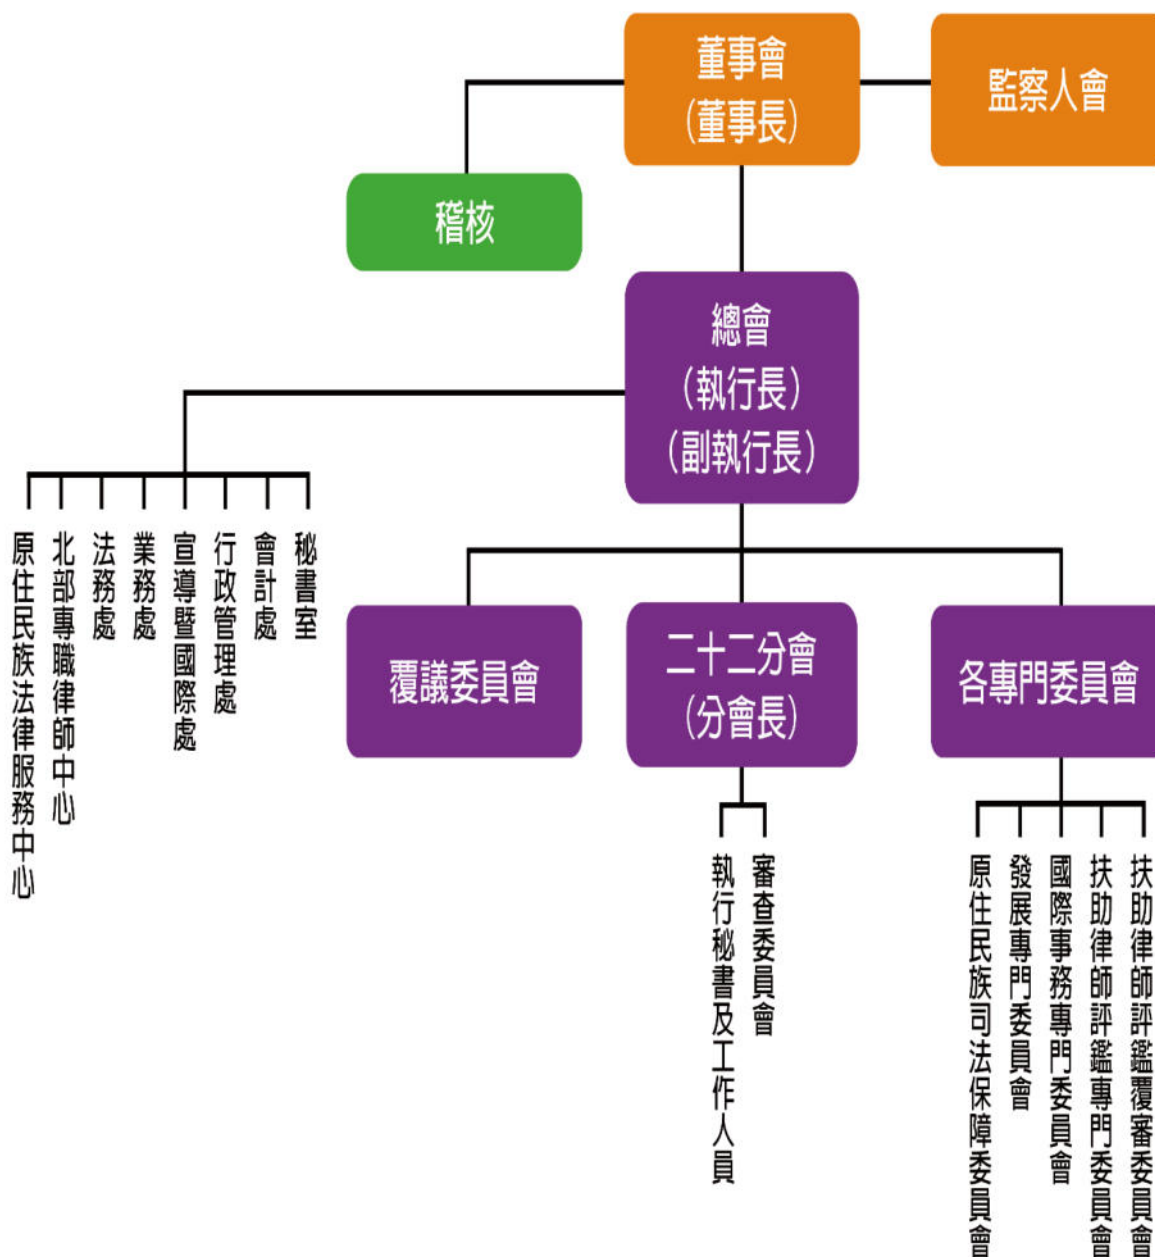 董事會
（董事長）
監察人會
稽核
總會
（執行長）
（副執行長）
原住民族法律服務中心
北部專職律師中心
法務處
業務處
宣導暨國際處
行政管理處
會計處
秘書室
覆議委員會
二十二分會
（分會長）
各專門委員會
執行秘書及工作人員
審查委員會
原住民族司法保障委員會
發展專門委員會
國際事務專門委員會
扶助律師評鑑專門委員會
扶助律師評鑑覆審委員會